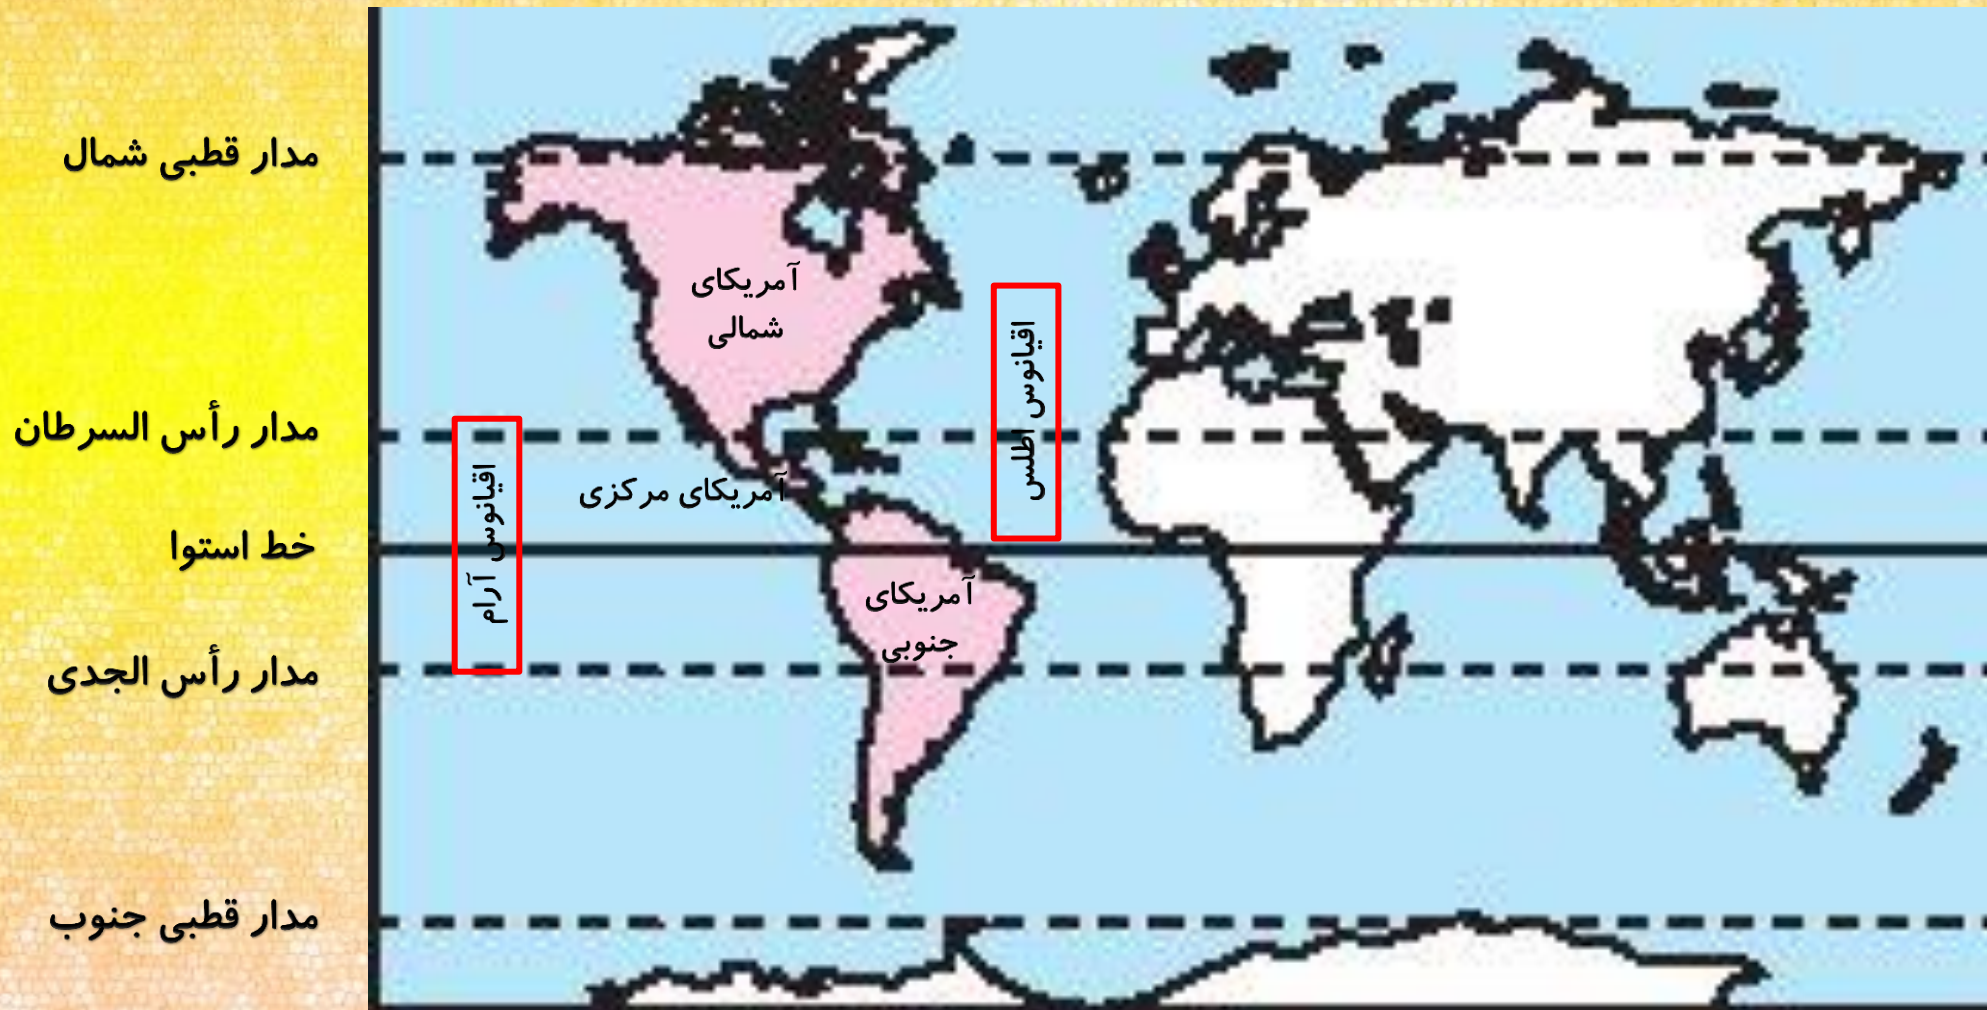 مدار قطبی شمال
مدار رأس السرطان
خط استوا
مدار رأس الجدی
مدار قطبی جنوب
آمریکای
شمالی
آمریکای مرکزی
آمریکای
جنوبی
اقیانوس اطلس
اقیانوس آرام